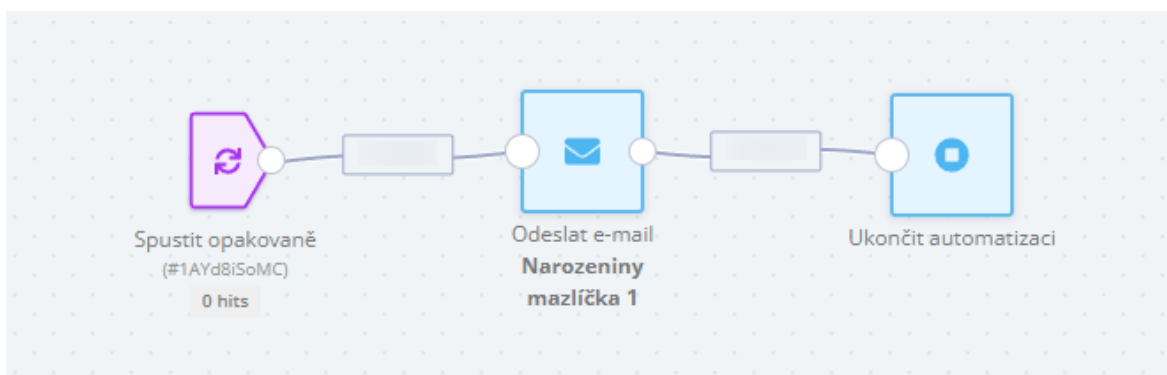 Spustit opakovaně
(#1AYd8iSoMC)
0 hits
Odeslat e-mail
Narozeniny
mazlíčka 1
Ukončit automatizaci